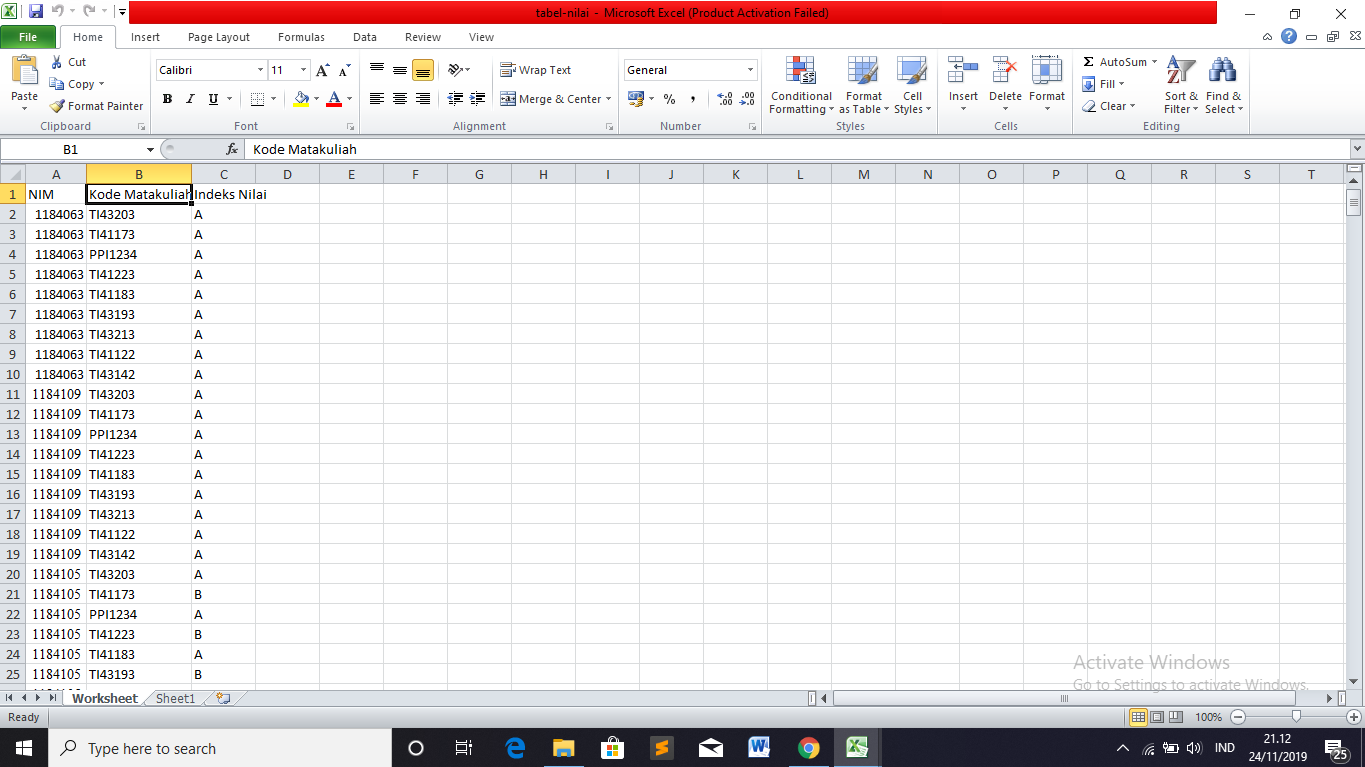 tabel-nilai - Microsoft Excel (Product Activation Failed)
File Home Insert Page Layout Formulas Data Review View
Paste Cut Copy Format Painter Clipboard
Calibri 11 B I U Font
Wrap Text Merge & Center Alignment
General % , Number
Conditional Formatting Format as Table Cell Styles Styles
Insert Delete Format Cells
Σ AutoSum Fill Clear Sort & Filter Find & Select Editing
B1 fx Kode Matakuliah
A B C D E F G H I J K L M N O P Q R S T
1 NIM Kode Matakuliah Indeks Nilai
2 1184063 TI43203 A
3 1184063 TI41173 A
4 1184063 PPI1234 A
5 1184063 TI41223 A
6 1184063 TI41183 A
7 1184063 TI43193 A
8 1184063 TI43213 A
9 1184063 TI41122 A
10 1184063 TI43142 A
11 1184109 TI43203 A
12 1184109 TI41173 A
13 1184109 PPI1234 A
14 1184109 TI41223 A
15 1184109 TI41183 A
16 1184109 TI43193 A
17 1184109 TI43213 A
18 1184109 TI41122 A
19 1184109 TI43142 A
20 1184105 TI43203 A
21 1184105 TI41173 B
22 1184105 PPI1234 A
23 1184105 TI41223 B
24 1184105 TI41183 A
25 1184105 TI43193 B
Activate Windows
Go to Settings to activate Windows.
Worksheet Sheet1
Ready 100%
Type here to search IND 21.12
24/11/2019 25